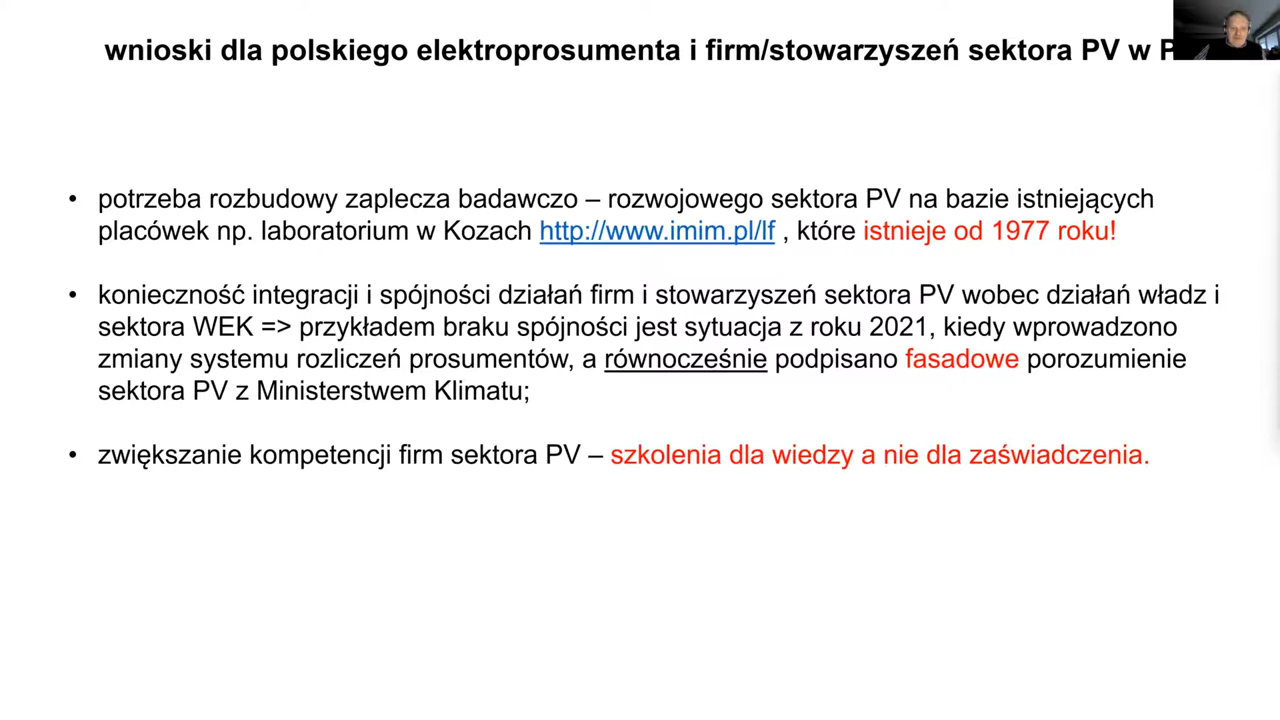 wnioski dla polskiego elektroprosumenta i firm/stowarzyszeń sektora PV w
• potrzeba rozbudowy zaplecza badawczo – rozwojowego sektora PV na bazie istniejących
placówek np. laboratorium w Kozach http://www.imim.pl/lf , które istnieje od 1977 roku!
• konieczność integracji i spójności działań firm i stowarzyszeń sektora PV wobec działań władz i
sektora WEK => przykładem braku spójności jest sytuacja z roku 2021, kiedy wprowadzono
zmiany systemu rozliczeń prosumentów, a równocześnie podpisano fasadowe porozumienie
sektora PV z Ministerstwem Klimatu;
• zwiększanie kompetencji firm sektora PV – szkolenia dla wiedzy a nie dla zaświadczenia.